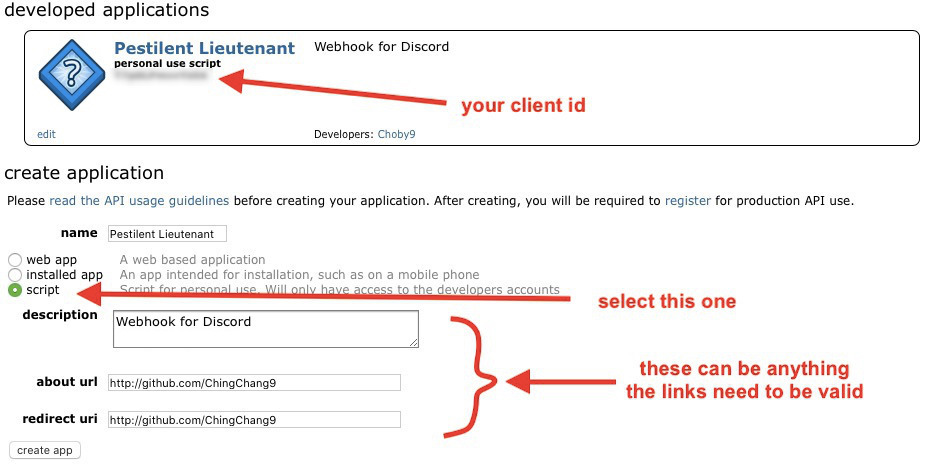 developed applications
Pestilent Lieutenant
Webhook for Discord
personal use script
your client id
edit
Developers: Choby9
create application
Please read the API usage guidelines before creating your application. After creating, you will be required to register for production API use.
name Pestilent Lieutenant
web app A web based application
installed app An app intended for installation, such as on a mobile phone
script Script for personal use. Will only have access to the developers accounts
select this one
description Webhook for Discord
these can be anything
the links need to be valid
about url http://github.com/ChingChang9
redirect uri http://github.com/ChingChang9
create app